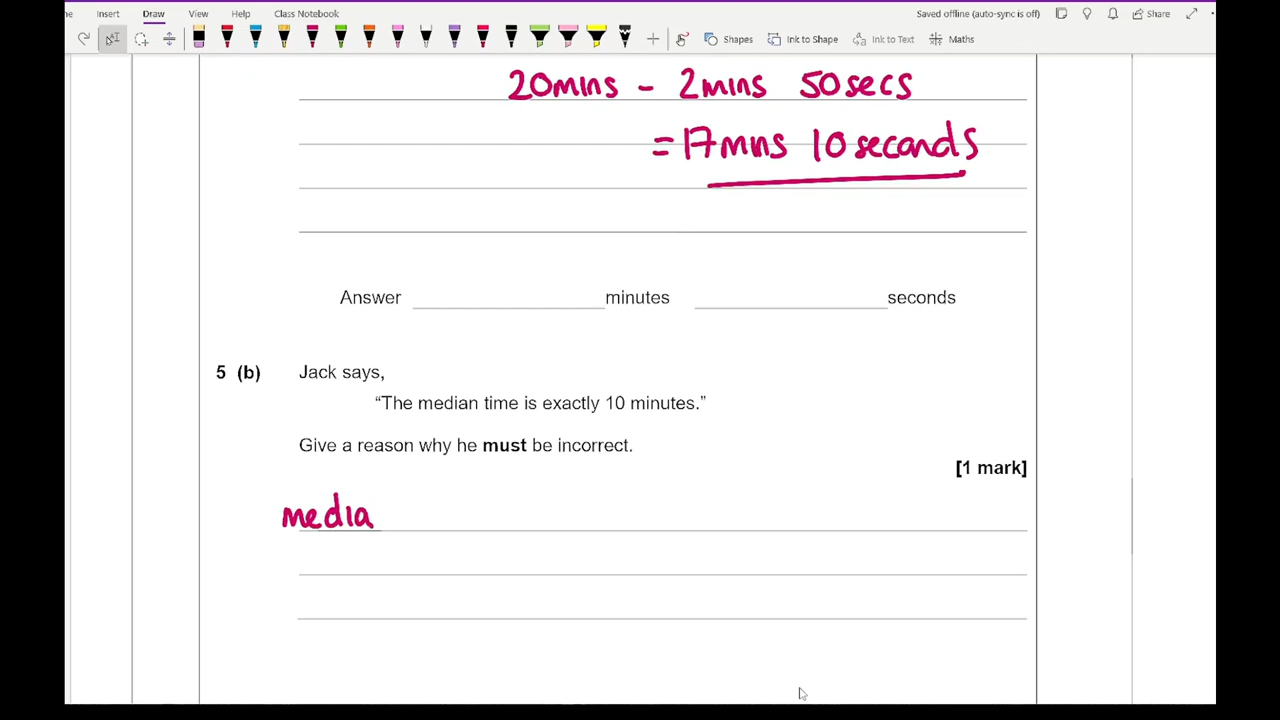 me Insert Draw View Help Class Notebook Saved offline (auto-sync is off) Share
Shapes Ink to Shape Ink to Text Maths
20mins - 2mins 50secs
= 17mins 10 seconds
Answer minutes seconds
5 (b) Jack says,
“The median time is exactly 10 minutes.”
Give a reason why he must be incorrect.
[1 mark]
media